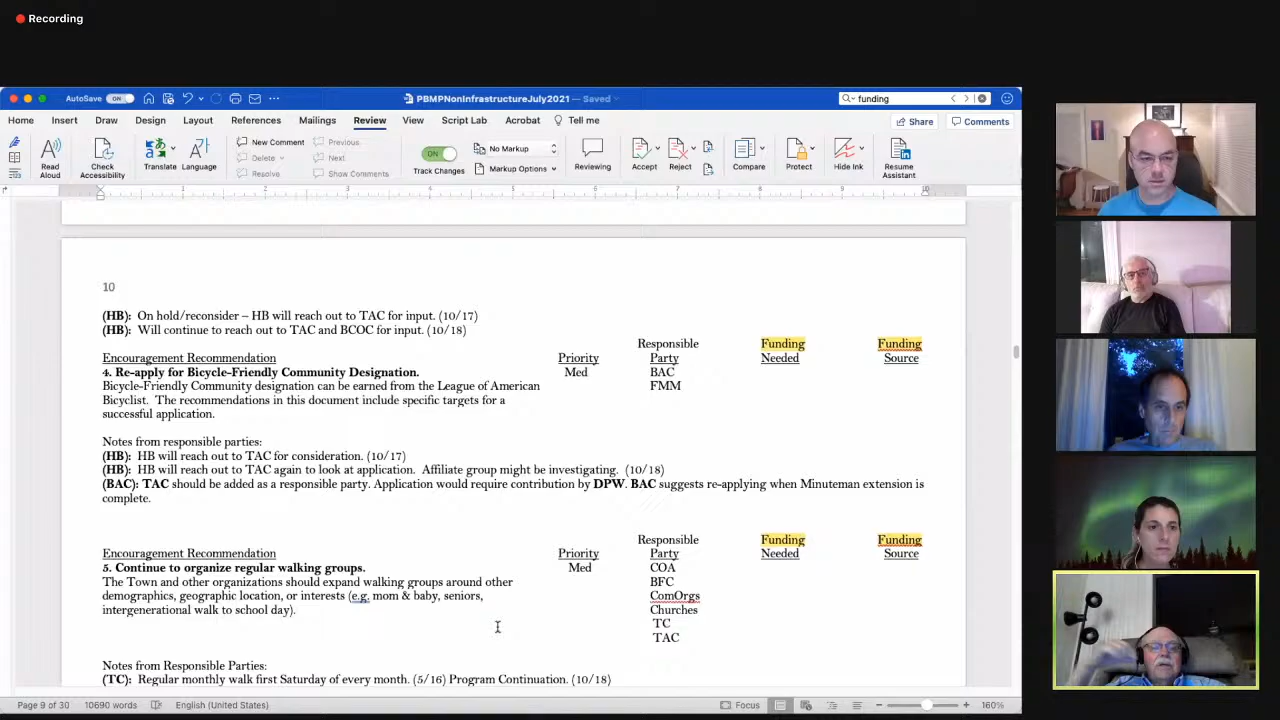 Recording
AutoSave ON
PBMPNonInfrastructureJuly2021 — Saved
funding
Home Insert Draw Design Layout References Mailings Review View Script Lab Acrobat Tell me
Share Comments
Read Aloud
Check Accessibility
Translate
Language
New Comment
Delete
Resolve
Previous
Next
Show Comments
ON
Track Changes
No Markup
Markup Options
Reviewing
Accept
Reject
Compare
Protect
Hide Ink
Resume Assistant
1 2 3 4 5 6 7 8 9 10
10
(HB): On hold/reconsider – HB will reach out to TAC for input. (10/17)
(HB): Will continue to reach out to TAC and BCOC for input. (10/18)
Responsible Funding Funding
Encouragement Recommendation Priority Party Needed Source
4. Re-apply for Bicycle-Friendly Community Designation. Med BAC
Bicycle-Friendly Community designation can be earned from the League of American FMM
Bicyclist. The recommendations in this document include specific targets for a
successful application.
Notes from responsible parties:
(HB): HB will reach out to TAC for consideration. (10/17)
(HB): HB will reach out to TAC again to look at application. Affiliate group might be investigating. (10/18)
(BAC): TAC should be added as a responsible party. Application would require contribution by DPW. BAC suggests re-applying when Minuteman extension is
complete.
Responsible Funding Funding
Encouragement Recommendation Priority Party Needed Source
5. Continue to organize regular walking groups. Med COA
The Town and other organizations should expand walking groups around other BFC
demographics, geographic location, or interests (e.g. mom & baby, seniors, ComOrgs
intergenerational walk to school day). Churches
TC
TAC
Notes from Responsible Parties:
(TC): Regular monthly walk first Saturday of every month. (5/16) Program Continuation. (10/18)
Page 9 of 30 10690 words English (United States) Focus 160%